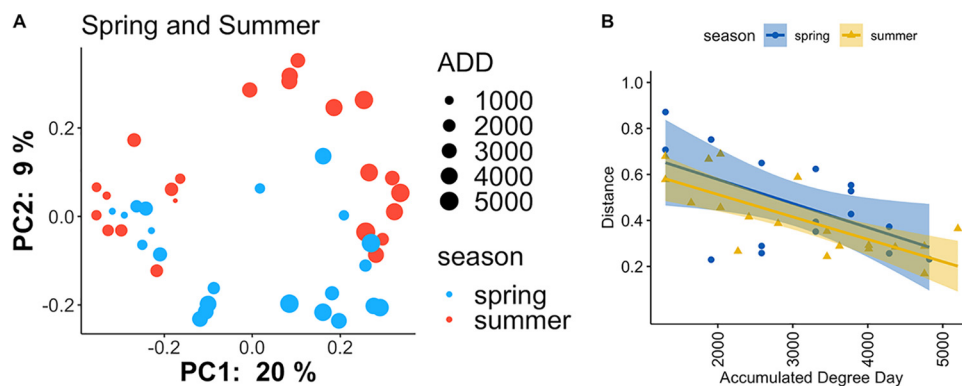 A
Spring and Summer
PC2: 9 %
0.2
0.0
-0.2
-0.2
0.0
0.2
PC1: 20 %
ADD
1000
2000
3000
4000
5000
season
spring
summer
B
season spring summer
Distance
1.0
0.8
0.6
0.4
0.2
2000
3000
4000
5000
Accumulated Degree Day